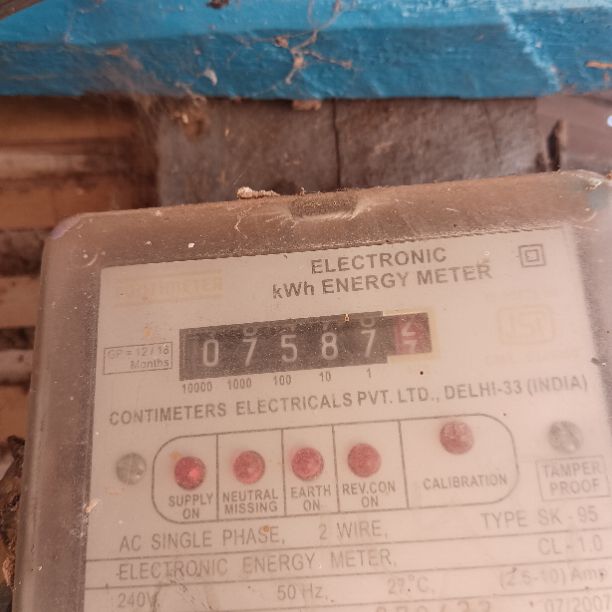 ELECTRONIC
kWh ENERGY METER
GP = 12 / 18
Months
0 7 5 8 7
10000 1000 100 10 1
CONTIMETERS ELECTRICALS PVT. LTD., DELHI-33 (INDIA)
SUPPLY ON
NEUTRAL MISSING
EARTH ON
REV.CON ON
CALIBRATION
TAMPER PROOF
AC SINGLE PHASE, 2 WIRE, TYPE SK - 95
ELECTRONIC ENERGY METER, CL - 1.0
240V, 50 Hz, 27°C, (2.5-10) Amp